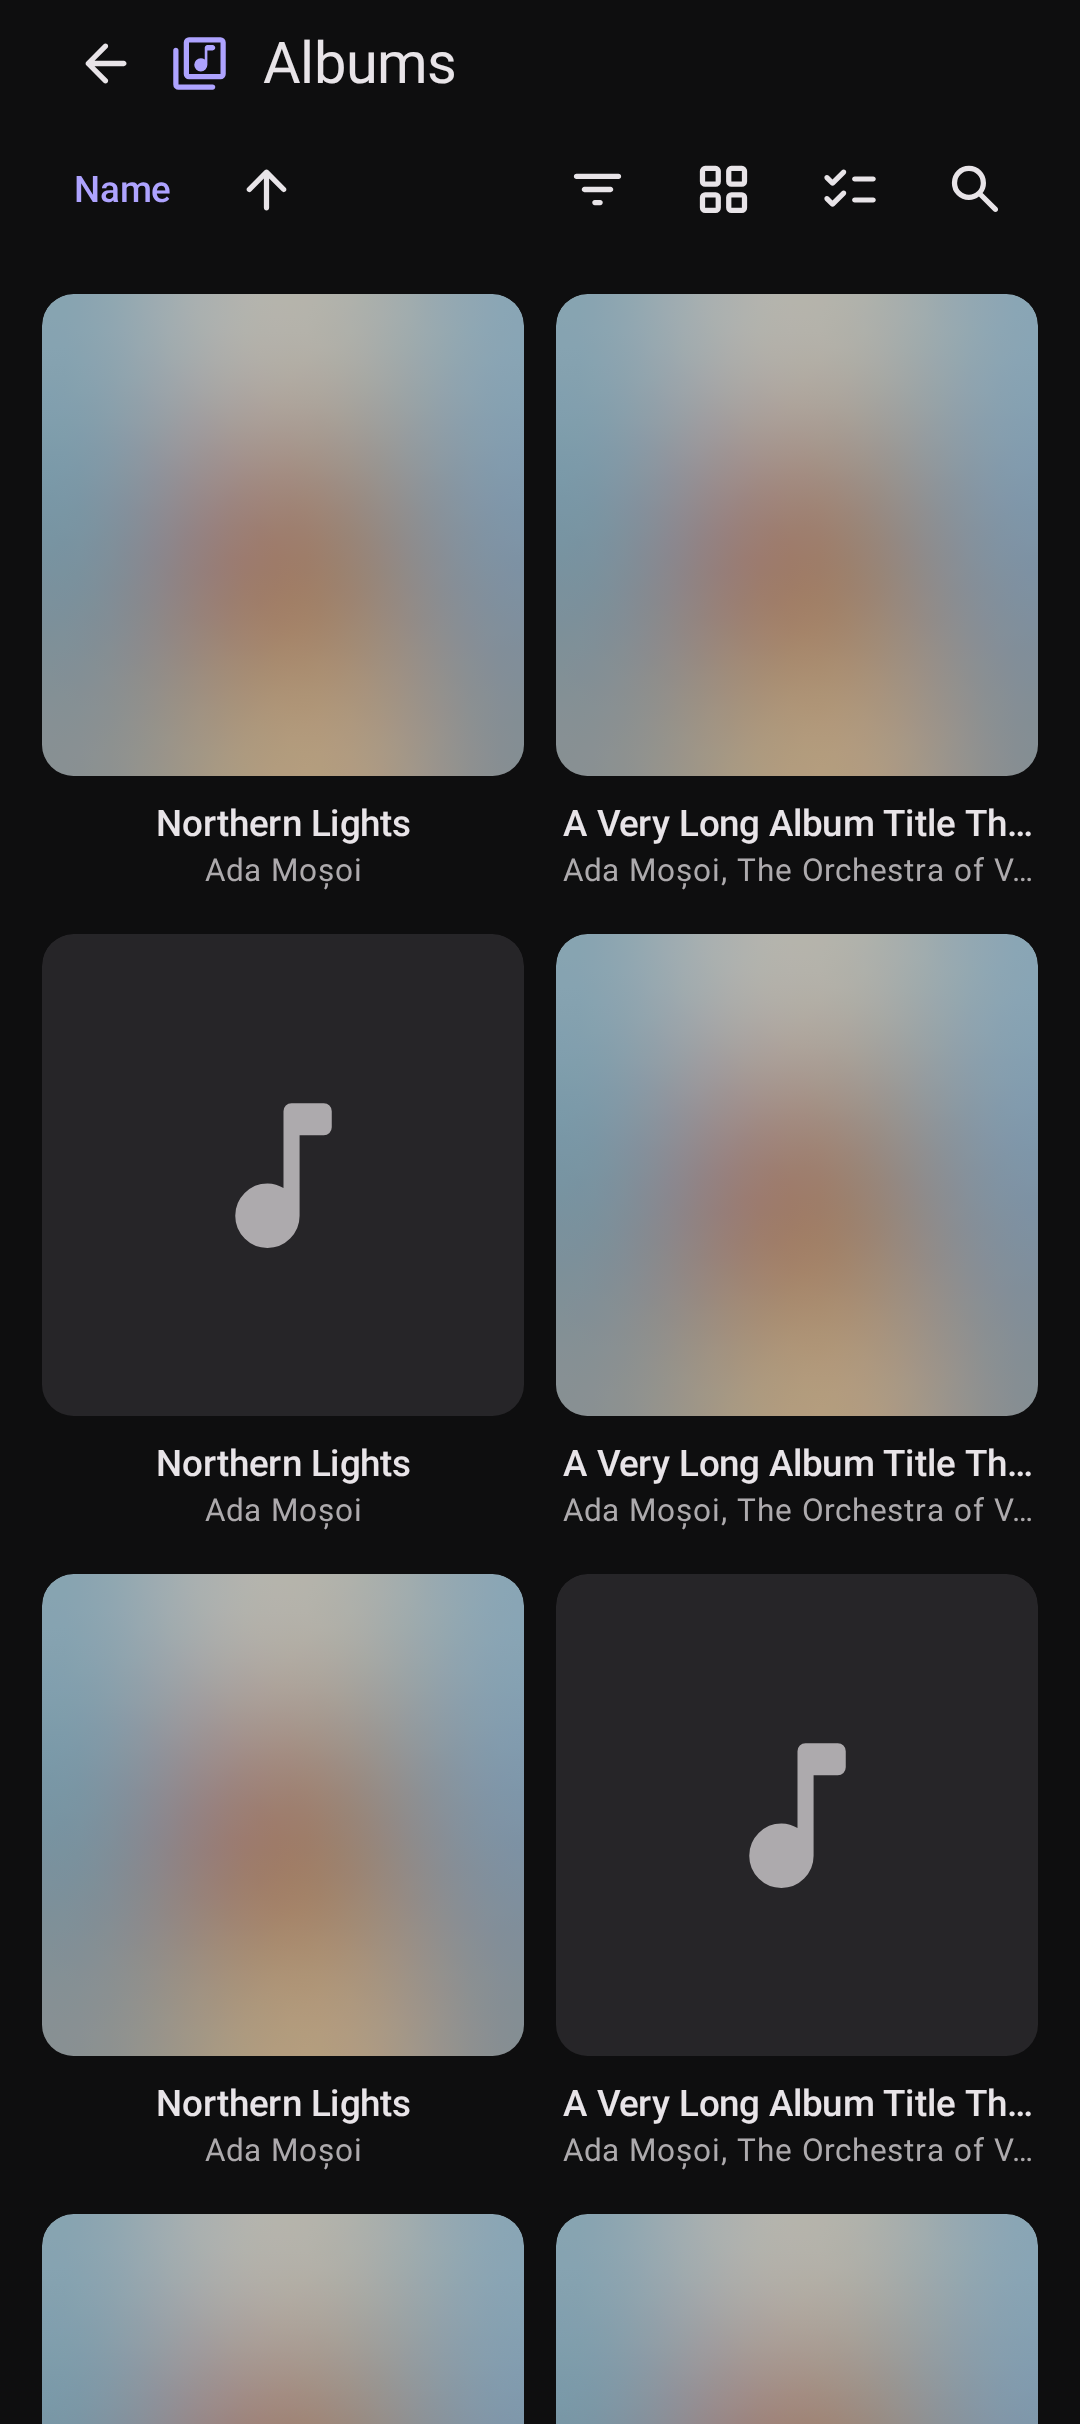 Albums
Name
Northern Lights
Ada Moșoi
A Very Long Album Title Th...
Ada Moșoi, The Orchestra of V...
Northern Lights
Ada Moșoi
A Very Long Album Title Th...
Ada Moșoi, The Orchestra of V...
Northern Lights
Ada Moșoi
A Very Long Album Title Th...
Ada Moșoi, The Orchestra of V...